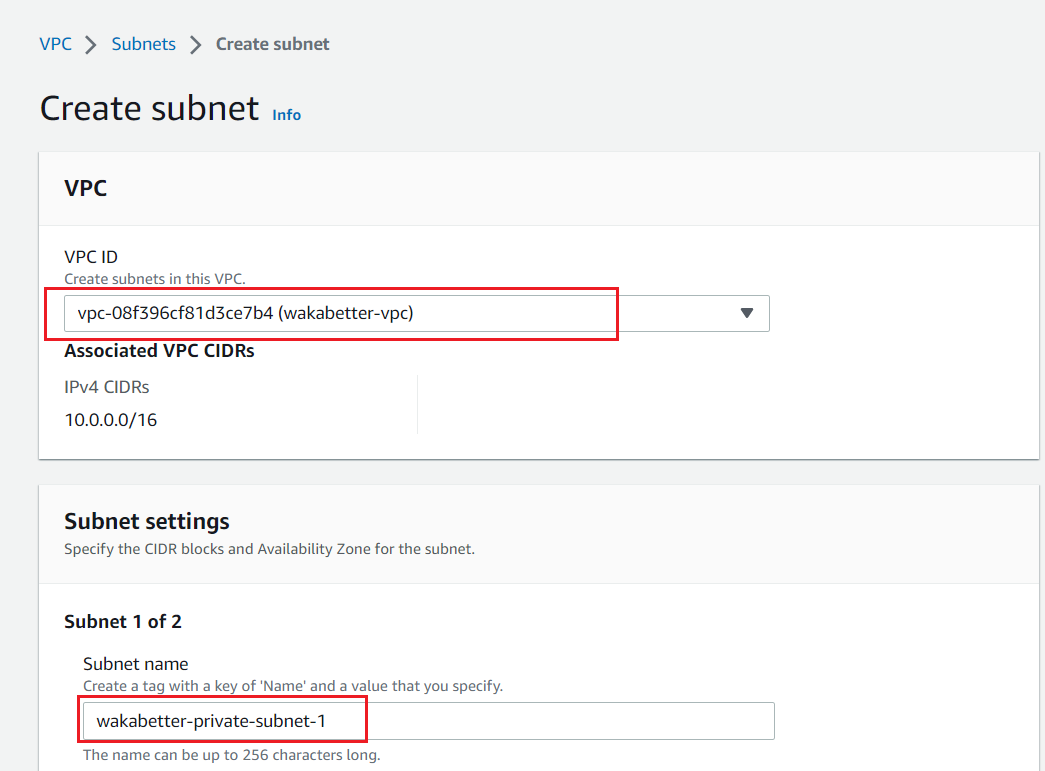 VPC > Subnets > Create subnet
Create subnet Info
VPC
VPC ID
Create subnets in this VPC.
vpc-08f396cf81d3ce7b4 (wakabetter-vpc)
Associated VPC CIDRs
IPv4 CIDRs
10.0.0.0/16
Subnet settings
Specify the CIDR blocks and Availability Zone for the subnet.
Subnet 1 of 2
Subnet name
Create a tag with a key of 'Name' and a value that you specify.
wakabetter-private-subnet-1
The name can be up to 256 characters long.